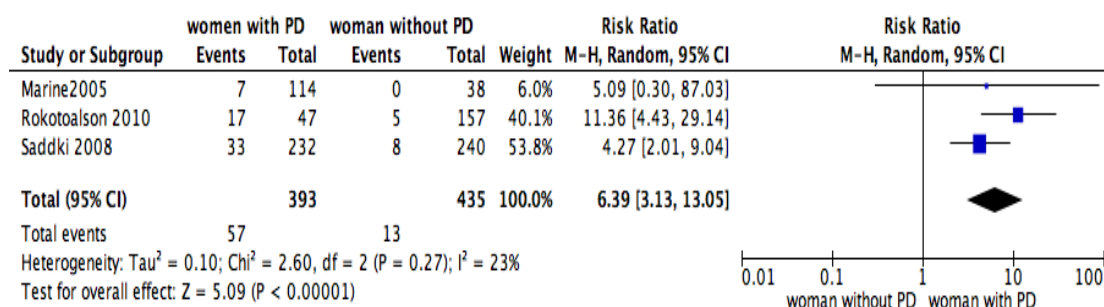 women with PD woman without PD Risk Ratio Risk Ratio
Study or Subgroup Events Total Events Total Weight M-H, Random, 95% CI M-H, Random, 95% CI
Marine2005 7 114 0 38 6.0% 5.09 [0.30, 87.03]
Rokotoalson 2010 17 47 5 157 40.1% 11.36 [4.43, 29.14]
Saddki 2008 33 232 8 240 53.8% 4.27 [2.01, 9.04]
Total (95% CI) 393 435 100.0% 6.39 [3.13, 13.05]
Total events 57 13
Heterogeneity: Tau² = 0.10; Chi² = 2.60, df = 2 (P = 0.27); I² = 23%
Test for overall effect: Z = 5.09 (P < 0.00001)
0.01 0.1 1 10 100
woman without PD woman with PD